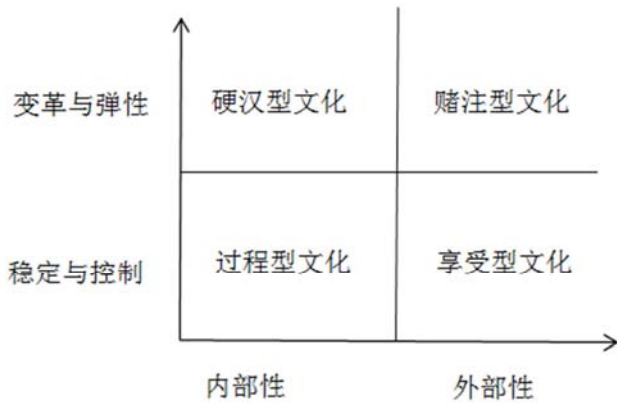 变革与弹性
硬汉型文化
赌注型文化
稳定与控制
过程型文化
享受型文化
内部性
外部性